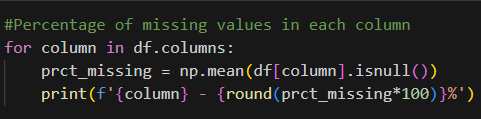 #Percentage of missing values in each column
for column in df.columns:
    prct_missing = np.mean(df[column].isnull())
    print(f'{column} - {round(prct_missing*100)}%')